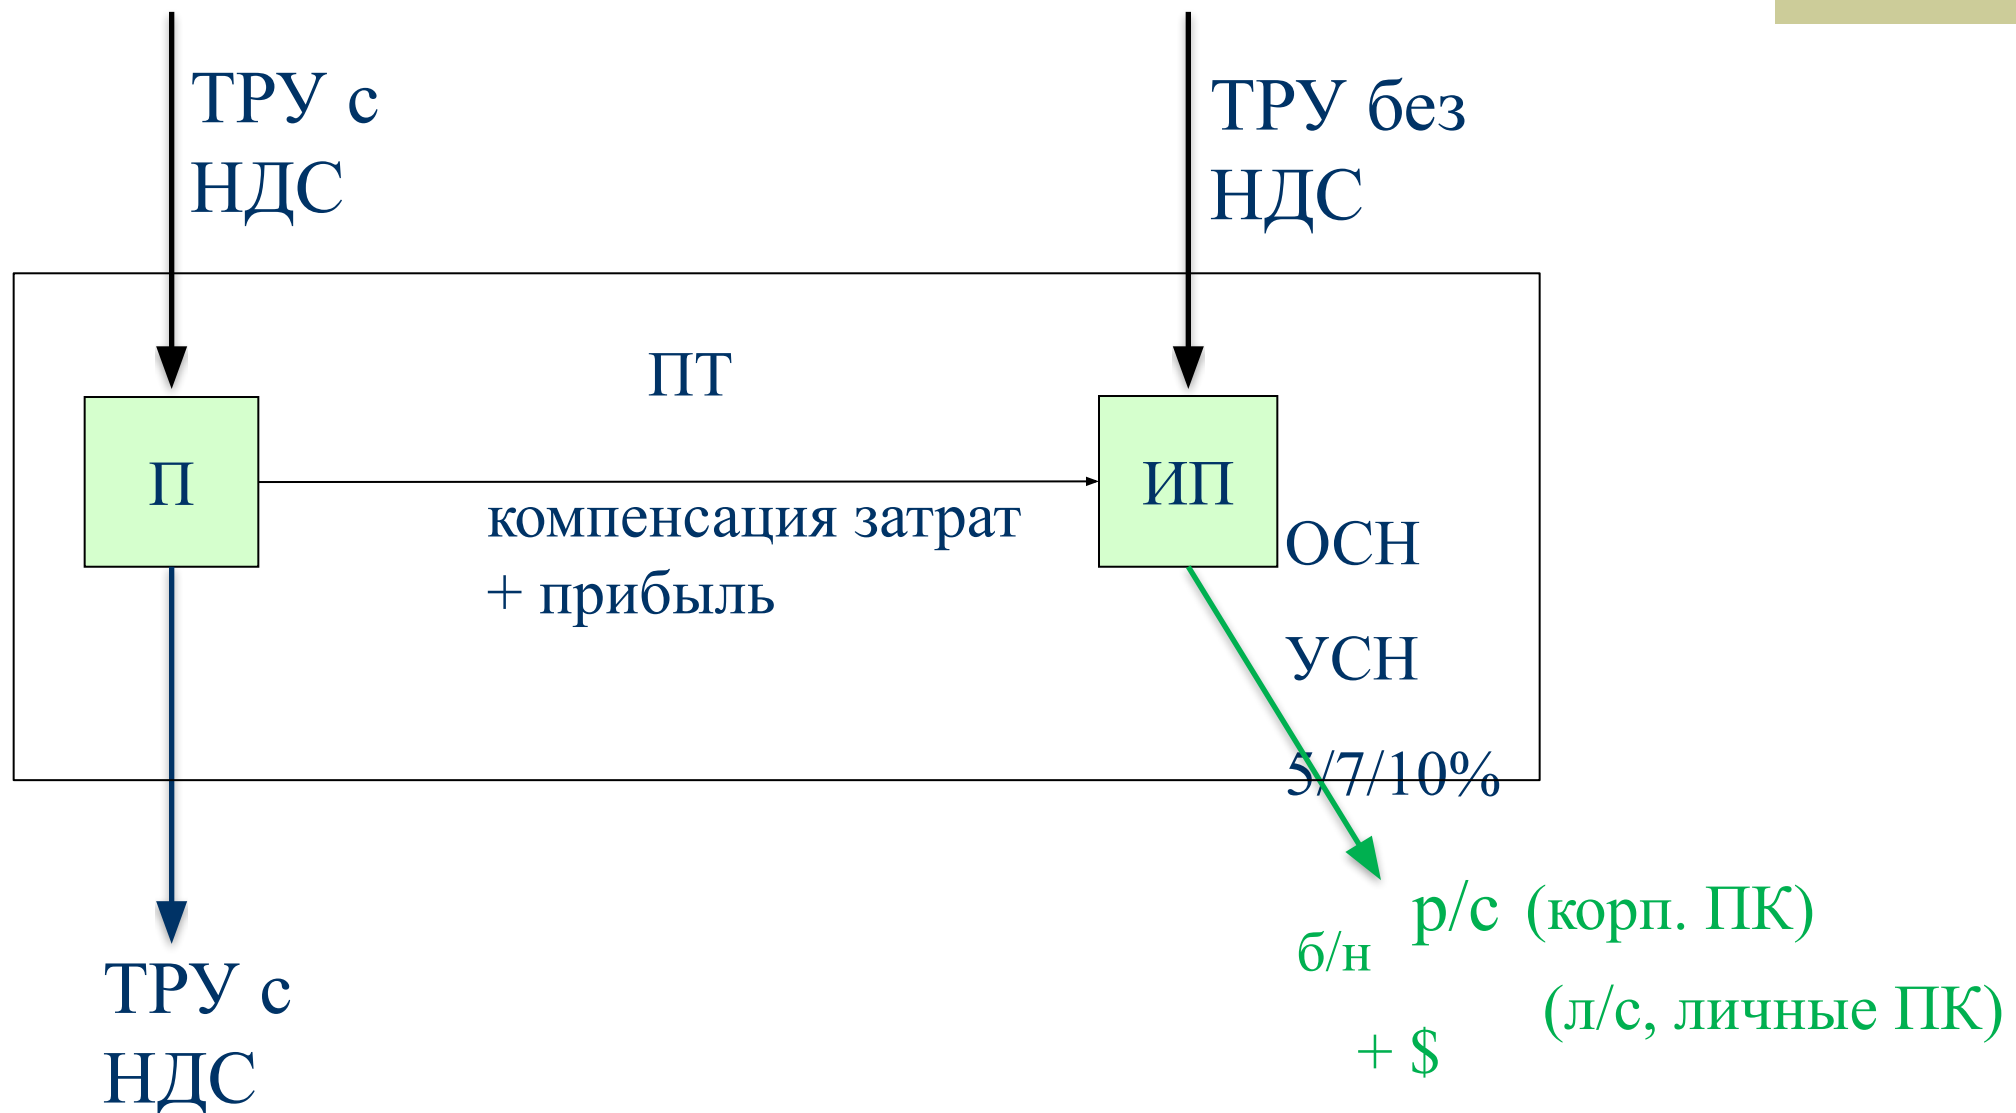 ТРУ с
НДС
ТРУ без
НДС
ПТ
П
ИП
компенсация затрат
+ прибыль
ОСН
УСН
5/7/10%
р/с (корп. ПК)
б/н
(л/с, личные ПК)
+ $
ТРУ с
НДС